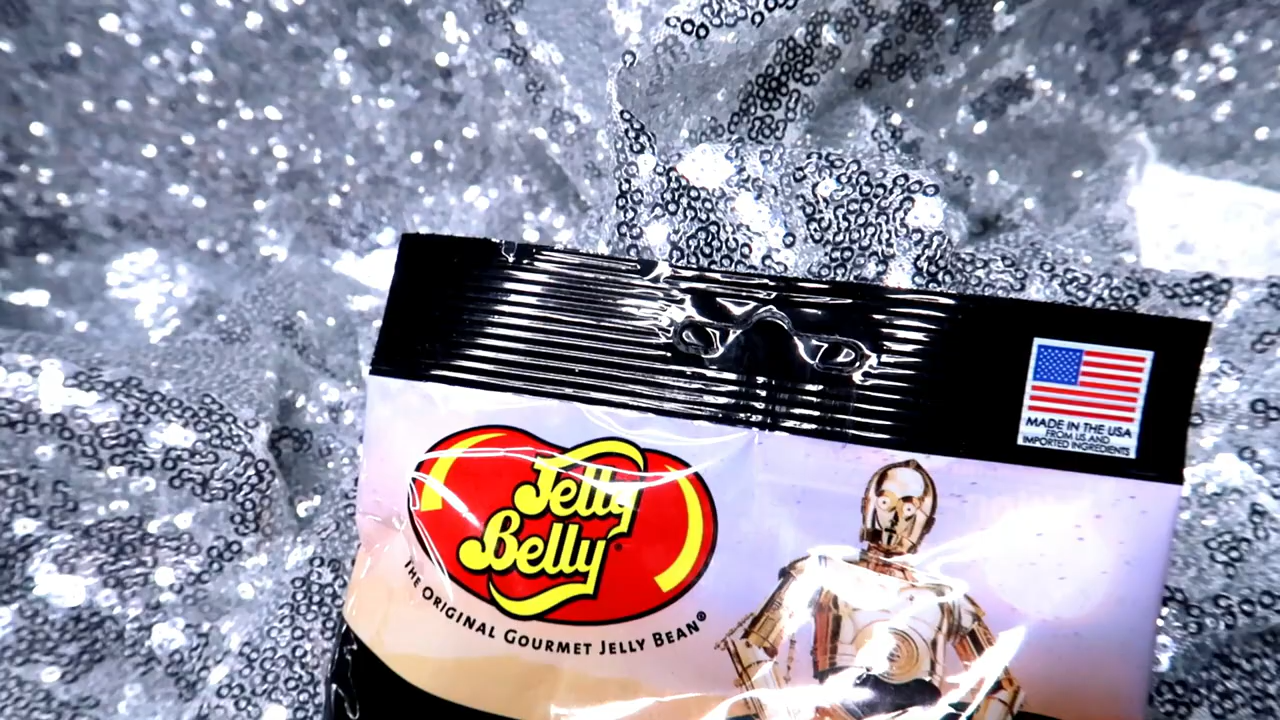 MADE IN THE USA
FROM US AND
IMPORTED INGREDIENTS
Jelly
Belly®
THE ORIGINAL GOURMET JELLY BEAN®